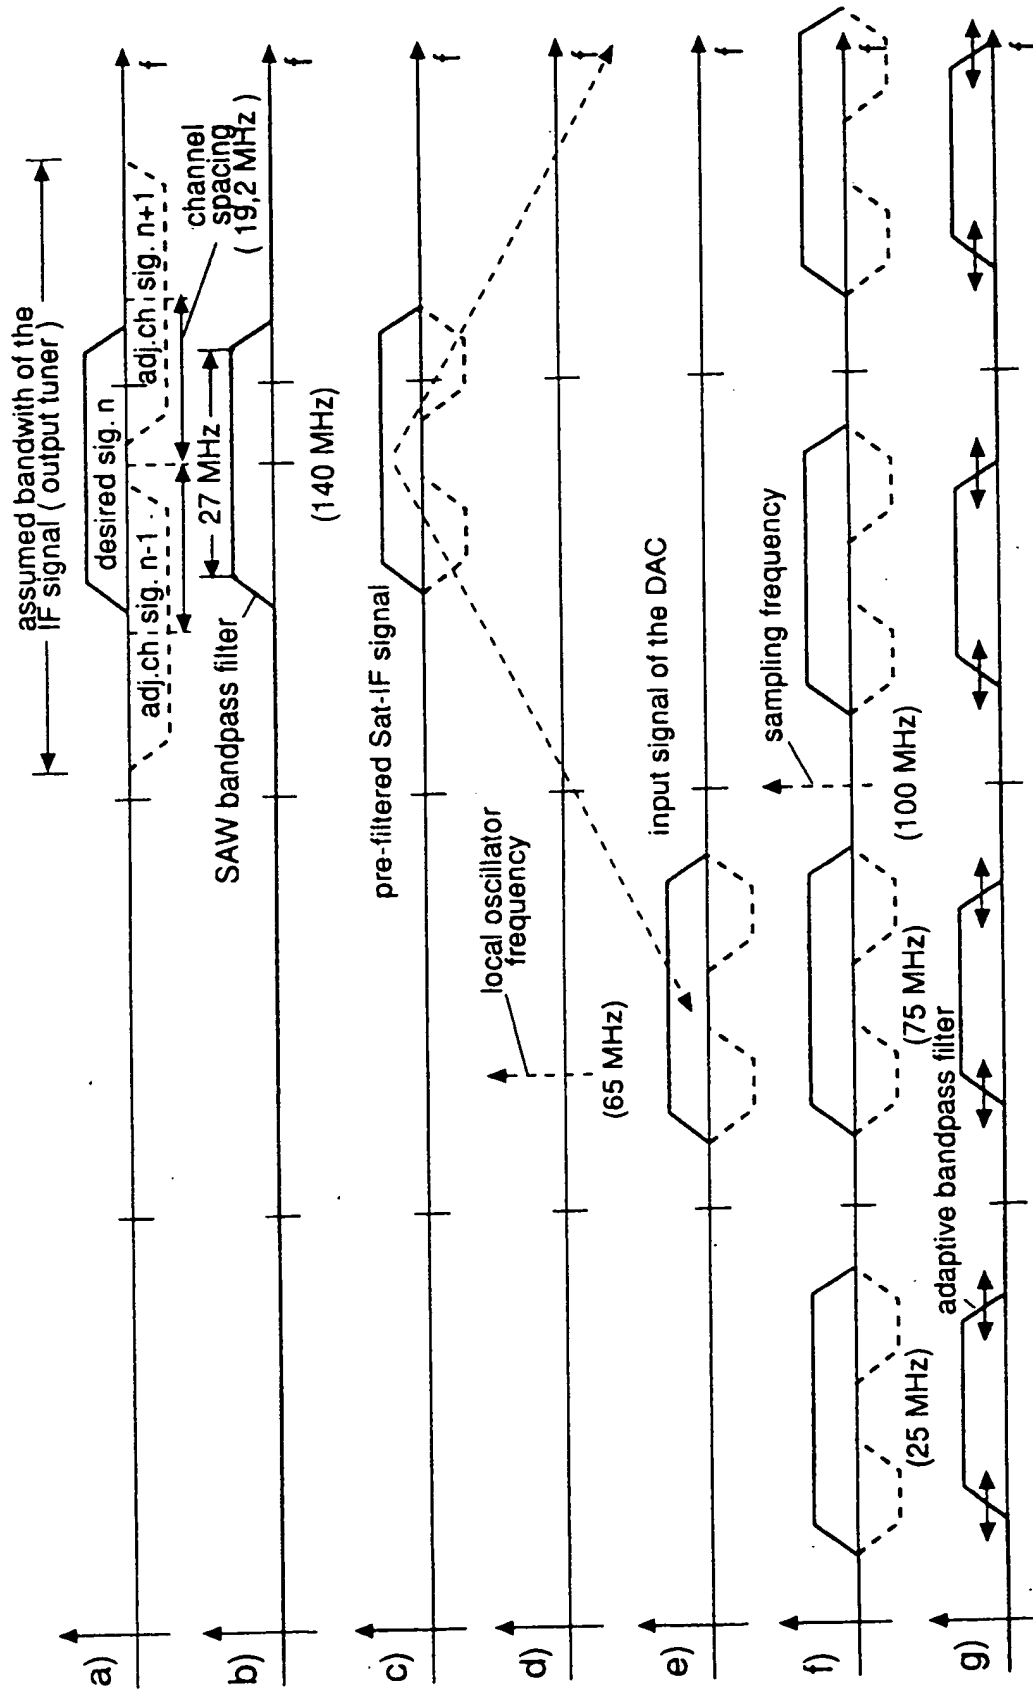 assumed bandwith of the
IF signal ( output tuner )
a)
desired sig. n
adj.ch
sig. n-1
adj.ch
sig. n+1
f
channel
spacing
( 19,2 MHz )
b)
SAW bandpass filter
27 MHz
f
(140 MHz)
c)
pre-filtered Sat-IF signal
f
d)
local oscillator
frequency
f
(65 MHz)
e)
input signal of the DAC
f
f)
sampling frequency
f
(25 MHz)
(75 MHz)
(100 MHz)
g)
adaptive bandpass filter
f